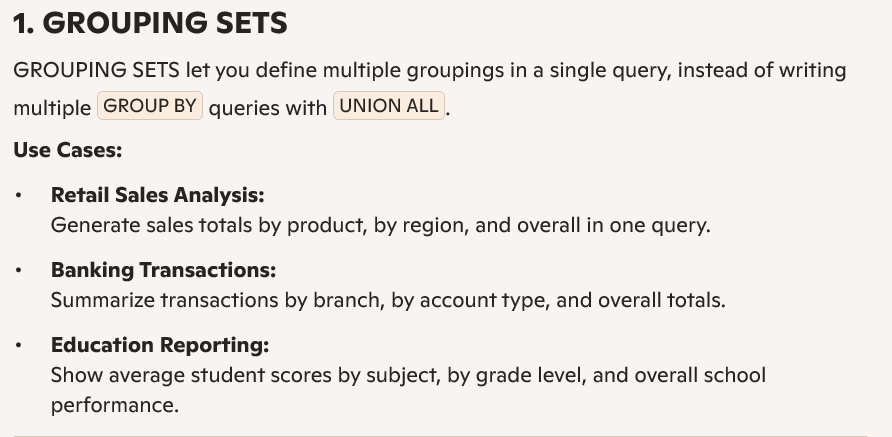 1. GROUPING SETS
GROUPING SETS let you define multiple groupings in a single query, instead of writing
multiple GROUP BY queries with UNION ALL.
Use Cases:
• Retail Sales Analysis:
Generate sales totals by product, by region, and overall in one query.
• Banking Transactions:
Summarize transactions by branch, by account type, and overall totals.
• Education Reporting:
Show average student scores by subject, by grade level, and overall school
performance.